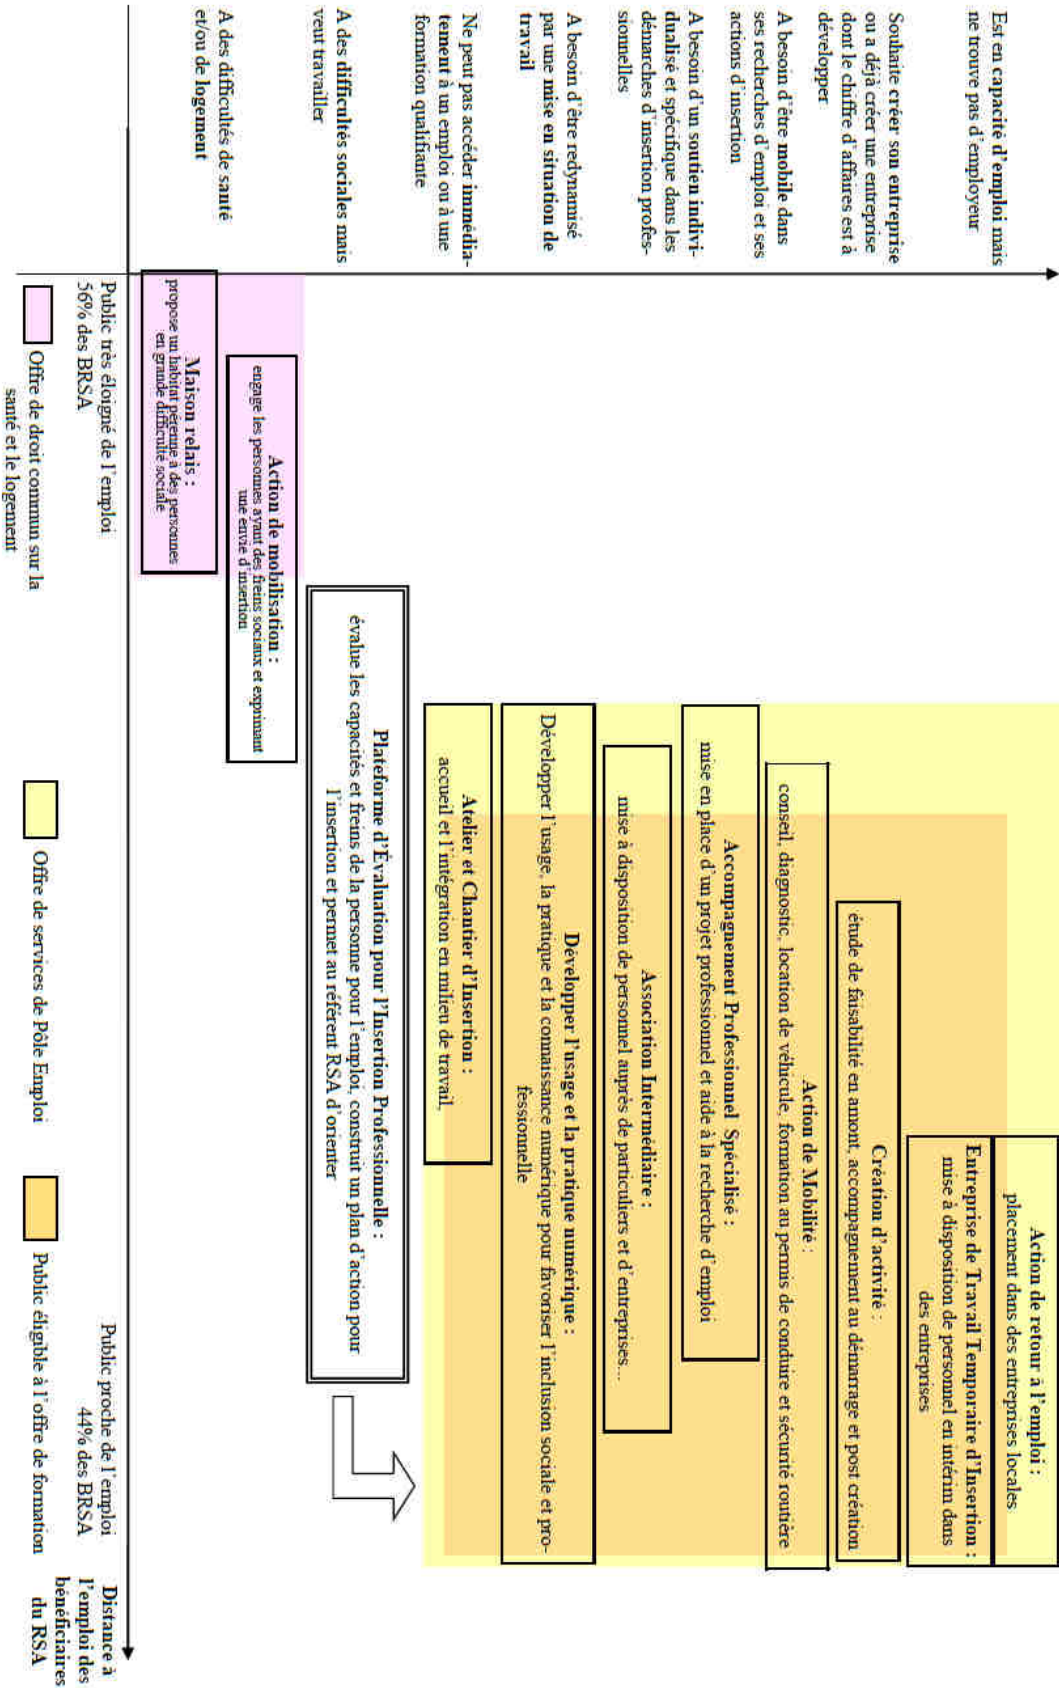 Est en capacité d'emploi mais
ne trouve pas d'employeur
Souhaite créer son entreprise
ou a déjà créer une entreprise
dont le chiffre d'affaires est à
développer
A besoin d'être mobile dans
ses recherches d'emploi et ses
actions d'insertion
A besoin d'un soutien indivi-
dualisé et spécifique dans les
démarches d'insertion profes-
sionnelles
A besoin d'être redynamisé
par une mise en situation de
travail
Ne peut pas accéder immédia-
tement à un emploi ou à une
formation qualifiante
A des difficultés sociales mais
veut travailler
A des difficultés de santé
et/ou de logement
Action de retour à l'emploi :
placement dans des entreprises locales
Entreprise de Travail Temporaire d'Insertion :
mise à disposition de personnel en intérim dans
des entreprises
Création d'activité :
étude de faisabilité en amont, accompagnement au démarrage et post création
Action de Mobilité :
conseil, diagnostic, location de véhicule, formation au permis de conduire et sécurité routière
Accompagnement Professionnel Spécialisé :
mise en place d'un projet professionnel et aide à la recherche d'emploi
Association Intermédiaire :
mise à disposition de personnel auprès de particuliers et d'entreprises...
Développer l'usage et la pratique numérique :
Développer l'usage, la pratique et la connaissance numérique pour favoriser l'inclusion sociale et pro-
fessionnelle
Atelier et Chantier d'Insertion :
accueil et l'intégration en milieu de travail,
Plateforme d'Évaluation pour l'Insertion Professionnelle :
évalue les capacités et freins de la personne pour l'emploi, construit un plan d'action pour
l'insertion et permet au référent RSA d'orienter
Action de mobilisation :
engage les personnes ayant des freins sociaux et exprimant
une envie d'insertion
Maison relais :
propose un habitat pérenne à des personnes
en grande difficulté sociale
Public très éloigné de l'emploi
56% des BRSA
Public proche de l'emploi
44% des BRSA
Distance à
l'emploi des
bénéficiaires
du RSA
Offre de droit commun sur la
santé et le logement
Offre de services de Pôle Emploi
Public éligible à l'offre de formation